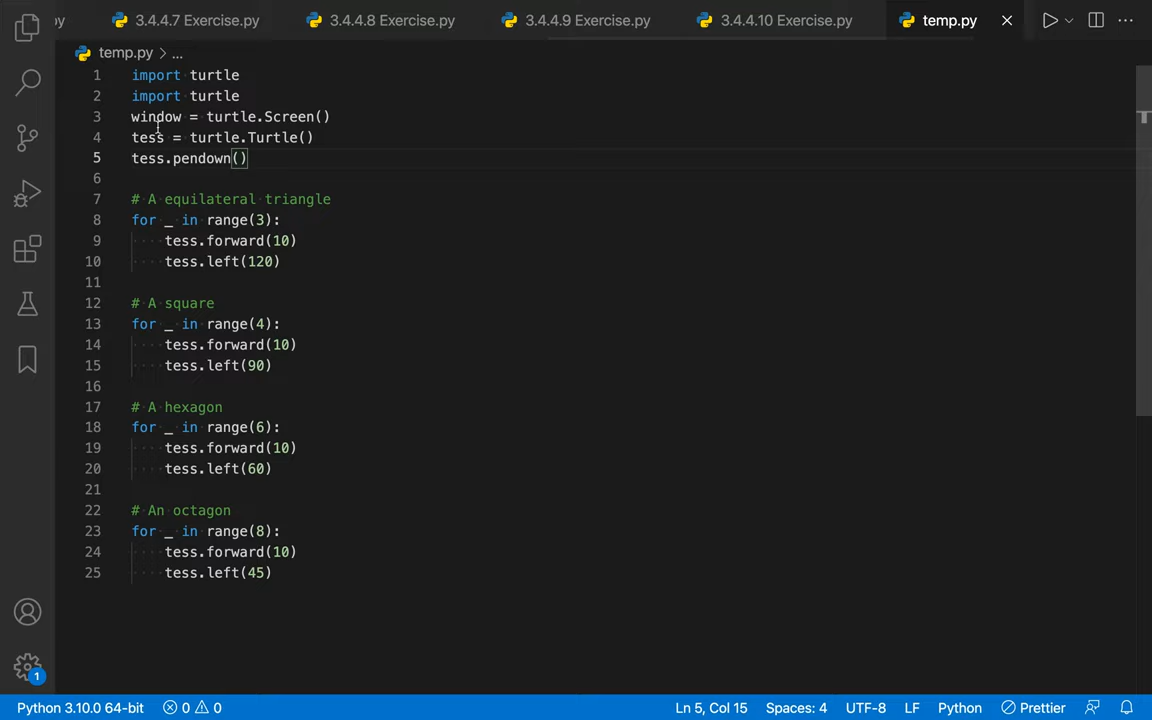 py 3.4.4.7 Exercise.py 3.4.4.8 Exercise.py 3.4.4.9 Exercise.py 3.4.4.10 Exercise.py temp.py
temp.py > ...
1 import turtle
2 import turtle
3 window = turtle.Screen()
4 tess = turtle.Turtle()
5 tess.pendown()
6
7 # A equilateral triangle
8 for _ in range(3):
9 tess.forward(10)
10 tess.left(120)
11
12 # A square
13 for _ in range(4):
14 tess.forward(10)
15 tess.left(90)
16
17 # A hexagon
18 for _ in range(6):
19 tess.forward(10)
20 tess.left(60)
21
22 # An octagon
23 for _ in range(8):
24 tess.forward(10)
25 tess.left(45)
1
Python 3.10.0 64-bit 0 0 Ln 5, Col 15 Spaces: 4 UTF-8 LF Python Prettier